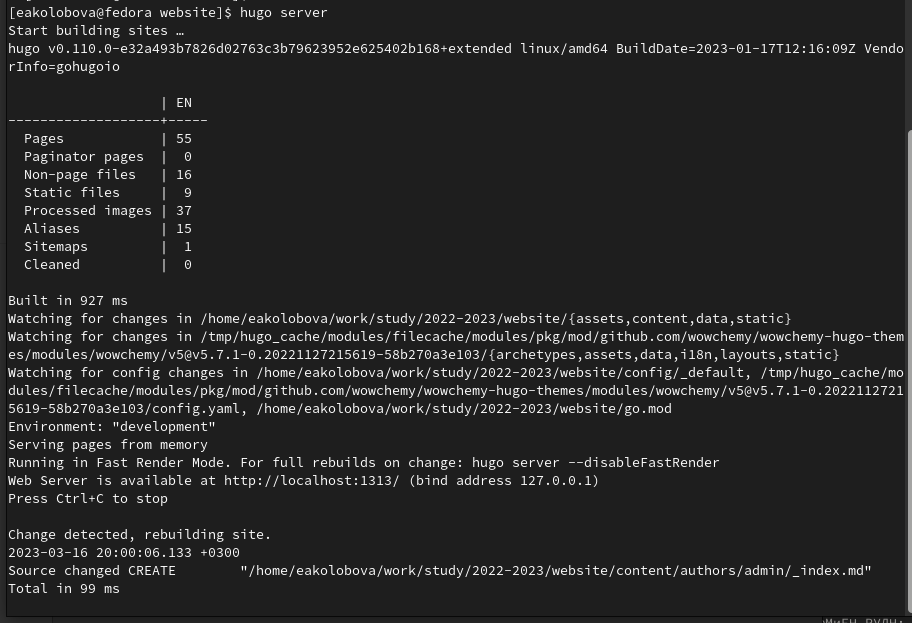 [eakolobova@fedora website]$ hugo server
Start building sites …
hugo v0.110.0-e32a493b7826d02763c3b79623952e625402b168+extended linux/amd64 BuildDate=2023-01-17T12:16:09Z Vendo
rInfo=gohugoio
                   | EN
-------------------+-----
  Pages            | 55
  Paginator pages  |  0
  Non-page files   | 16
  Static files     |  9
  Processed images | 37
  Aliases          | 15
  Sitemaps         |  1
  Cleaned          |  0
Built in 927 ms
Watching for changes in /home/eakolobova/work/study/2022-2023/website/{assets,content,data,static}
Watching for changes in /tmp/hugo_cache/modules/filecache/modules/pkg/mod/github.com/wowchemy/wowchemy-hugo-them
es/modules/wowchemy/v5@v5.7.1-0.20221127215619-58b270a3e103/{archetypes,assets,data,i18n,layouts,static}
Watching for config changes in /home/eakolobova/work/study/2022-2023/website/config/_default, /tmp/hugo_cache/mo
dules/filecache/modules/pkg/mod/github.com/wowchemy/wowchemy-hugo-themes/modules/wowchemy/v5@v5.7.1-0.2022112721
5619-58b270a3e103/config.yaml, /home/eakolobova/work/study/2022-2023/website/go.mod
Environment: "development"
Serving pages from memory
Running in Fast Render Mode. For full rebuilds on change: hugo server --disableFastRender
Web Server is available at http://localhost:1313/ (bind address 127.0.0.1)
Press Ctrl+C to stop
Change detected, rebuilding site.
2023-03-16 20:00:06.133 +0300
Source changed CREATE        "/home/eakolobova/work/study/2022-2023/website/content/authors/admin/_index.md"
Total in 99 ms